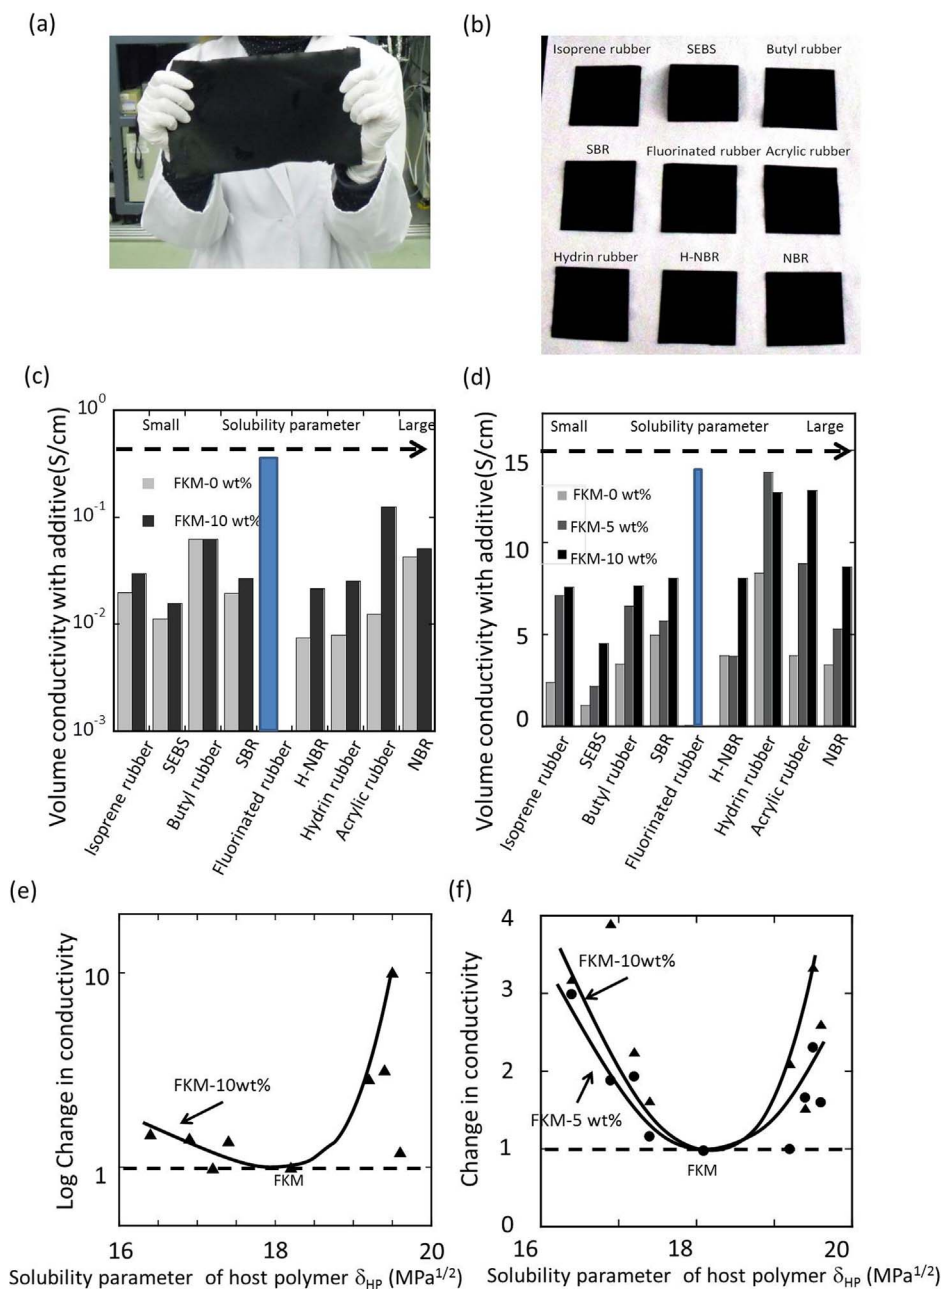 (a)
(b)
Isoprene rubber SEBS Butyl rubber
SBR Fluorinated rubber Acrylic rubber
Hydrin rubber H-NBR NBR
(c)
Volume conductivity with additive(S/cm)
10⁰
10⁻¹
10⁻²
10⁻³
Small Solubility parameter Large
FKM-0 wt%
FKM-10 wt%
Isoprene rubber
SEBS
Butyl rubber
SBR
Fluorinated rubber
H-NBR
Hydrin rubber
Acrylic rubber
NBR
(d)
Volume conductivity with additive(S/cm)
15
10
5
0
Small Solubility parameter Large
FKM-0 wt%
FKM-5 wt%
FKM-10 wt%
Isoprene rubber
SEBS
Butyl rubber
SBR
Fluorinated rubber
H-NBR
Hydrin rubber
Acrylic rubber
NBR
(e)
Log Change in conductivity
10
1
FKM-10wt%
FKM
16 18 20
Solubility parameter of host polymer δHP (MPa1/2)
(f)
Change in conductivity
4
3
2
1
0
FKM-10wt%
FKM-5 wt%
FKM
16 18 20
Solubility parameter of host polymer δHP (MPa1/2)